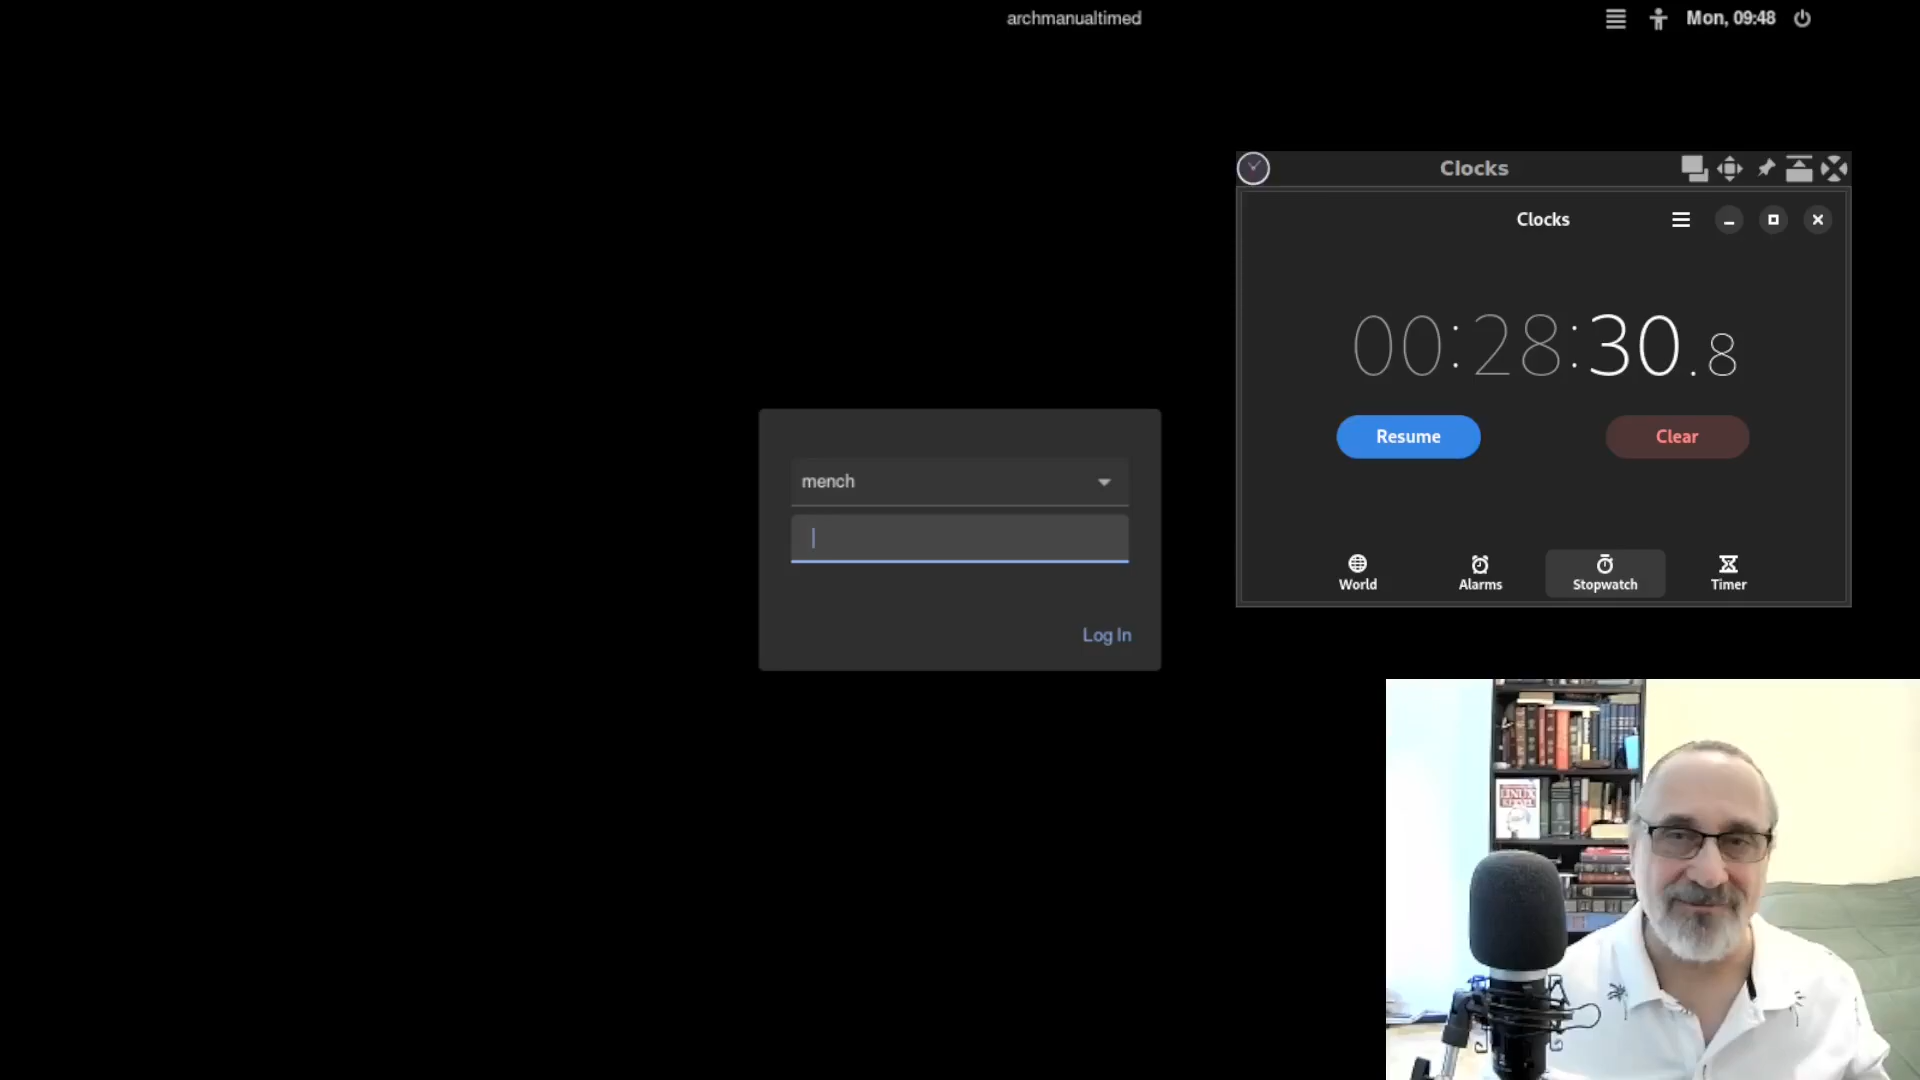 archmanualtimed
Mon, 09:48
Clocks
Clocks
00:28:30.8
Resume
Clear
mench
Log In
World
Alarms
Stopwatch
Timer
LINUX